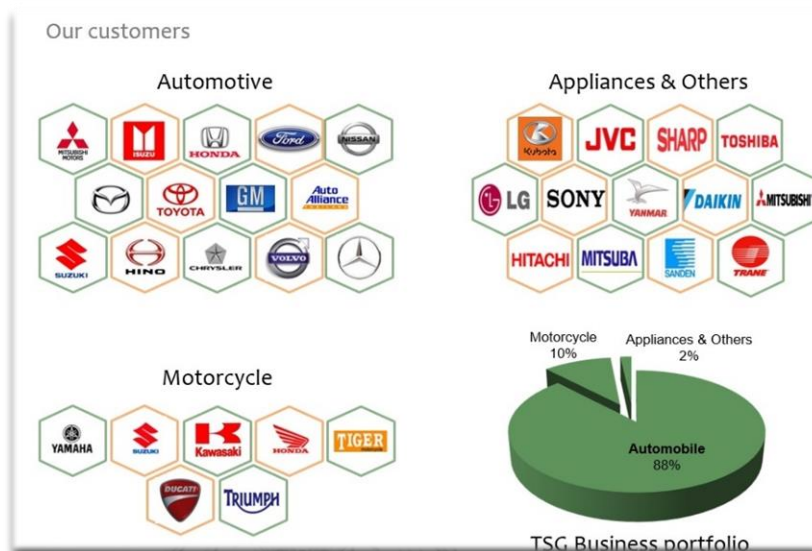 Our customers
Automotive
MITSUBISHI
MOTORS
ISUZU
HONDA
Ford
NISSAN
TOYOTA
GM
Auto
Alliance
SUZUKI
HINO
CHRYSLER
VOLVO
Appliances & Others
Kubota
JVC
SHARP
TOSHIBA
LG
SONY
YANMAR
DAIKIN
MITSUBISHI
HITACHI
MITSUBA
SANDEN
TRANE
Motorcycle
YAMAHA
SUZUKI
Kawasaki
HONDA
TIGER
DUCATI
TRIUMPH
Motorcycle
10%
Appliances & Others
2%
Automobile
88%
TSG Business portfolio